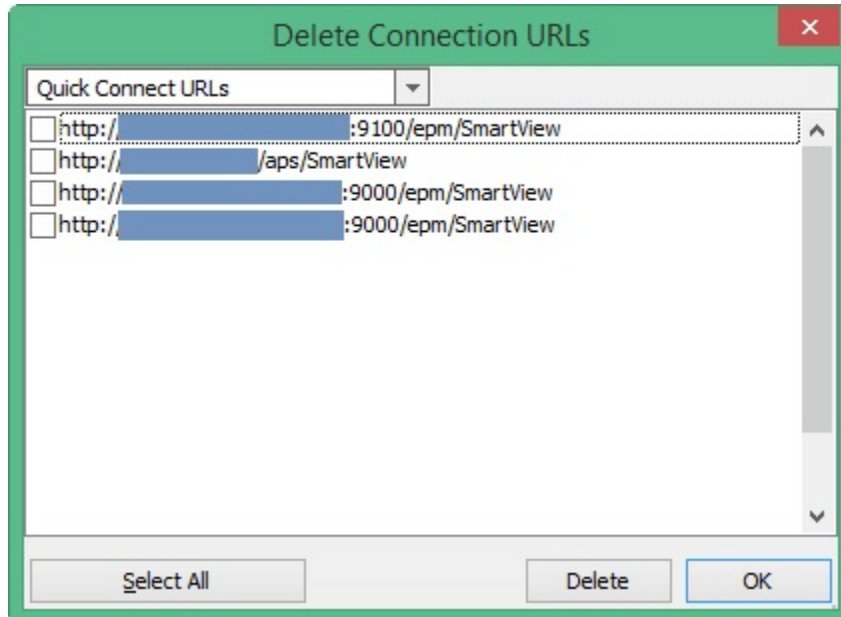 Delete Connection URLs
Quick Connect URLs
http:/ :9100/epm/SmartView
http:// /aps/SmartView
http:// :9000/epm/SmartView
http:/ :9000/epm/SmartView
Select All Delete OK